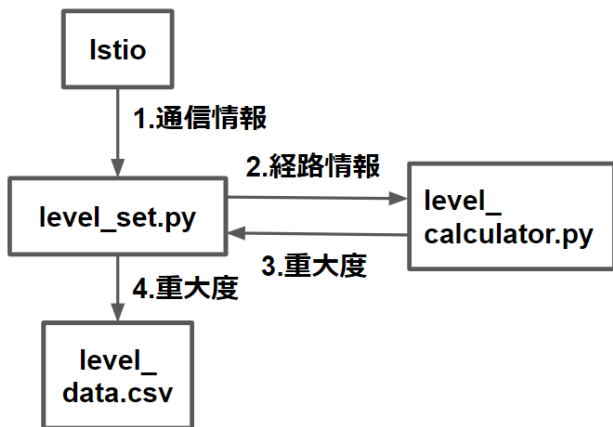 Istio
1.通信情報
2.経路情報
level_set.py
level_
calculator.py
3.重大度
4.重大度
level_
data.csv